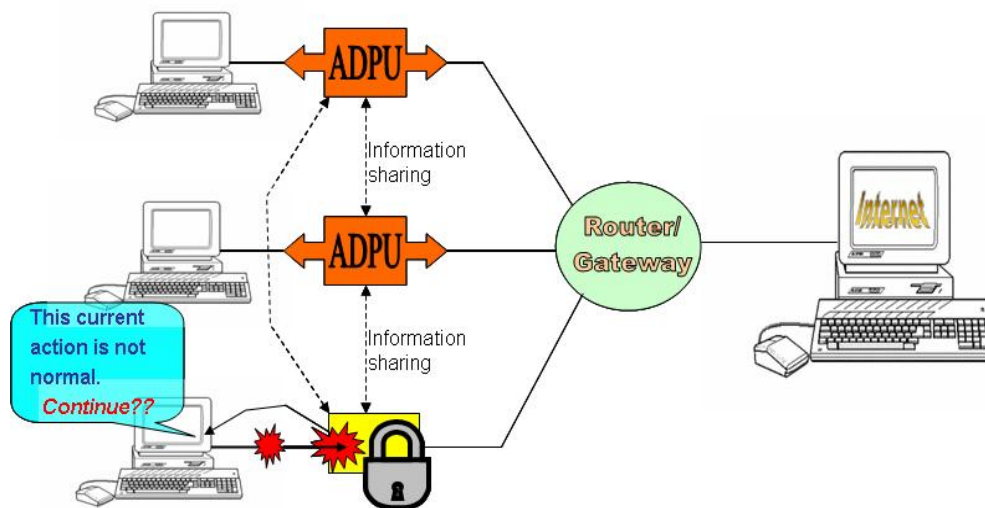 ADPU
Information
sharing
ADPU
Router/
Gateway
Internet
This current
action is not
normal.
Continue??
Information
sharing